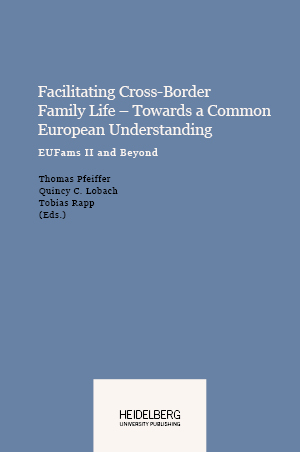 Facilitating Cross-Border
Family Life – Towards a Common
European Understanding
EUFams II and Beyond
Thomas Pfeiffer
Quincy C. Lobach
Tobias Rapp
(Eds.)
HEIDELBERG
UNIVERSITY PUBLISHING